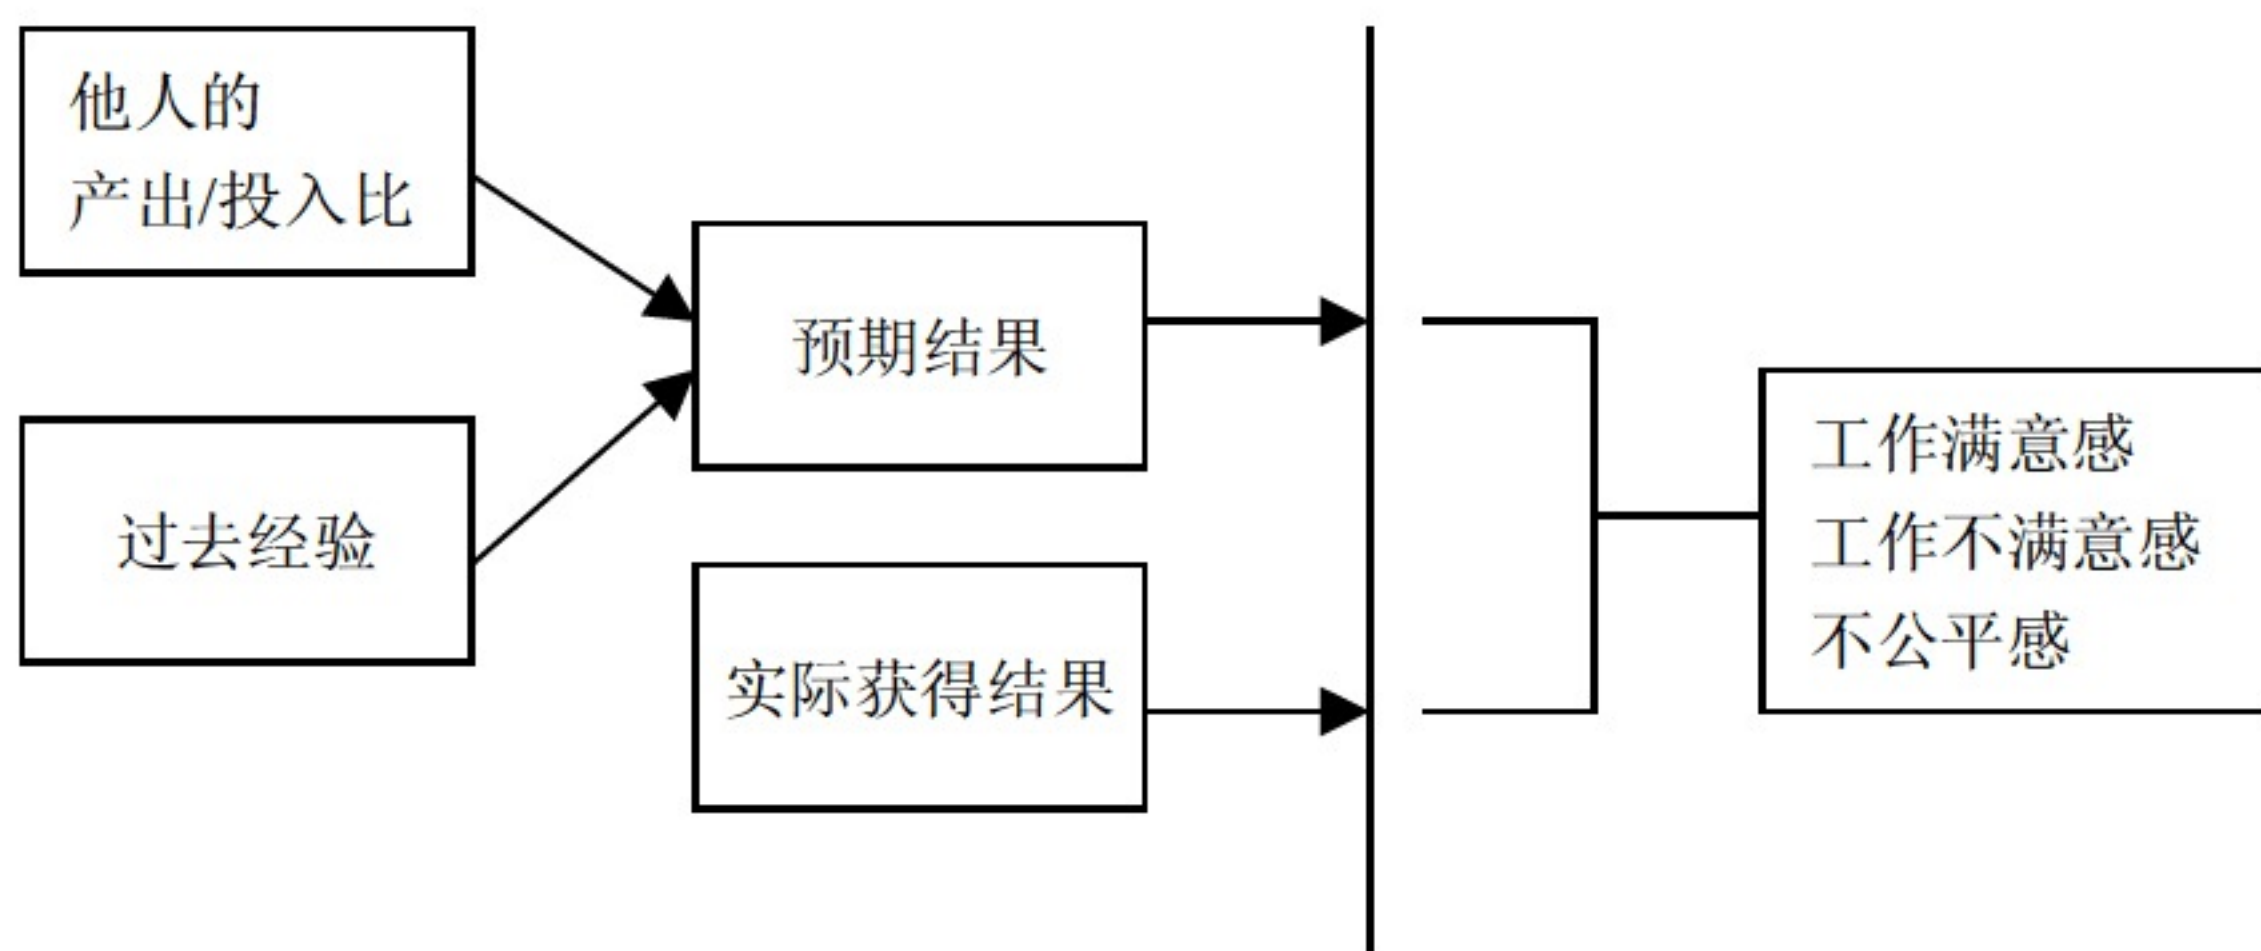 他人的
产出/投入比
预期结果
过去经验
实际获得结果
工作满意感
工作不满意感
不公平感